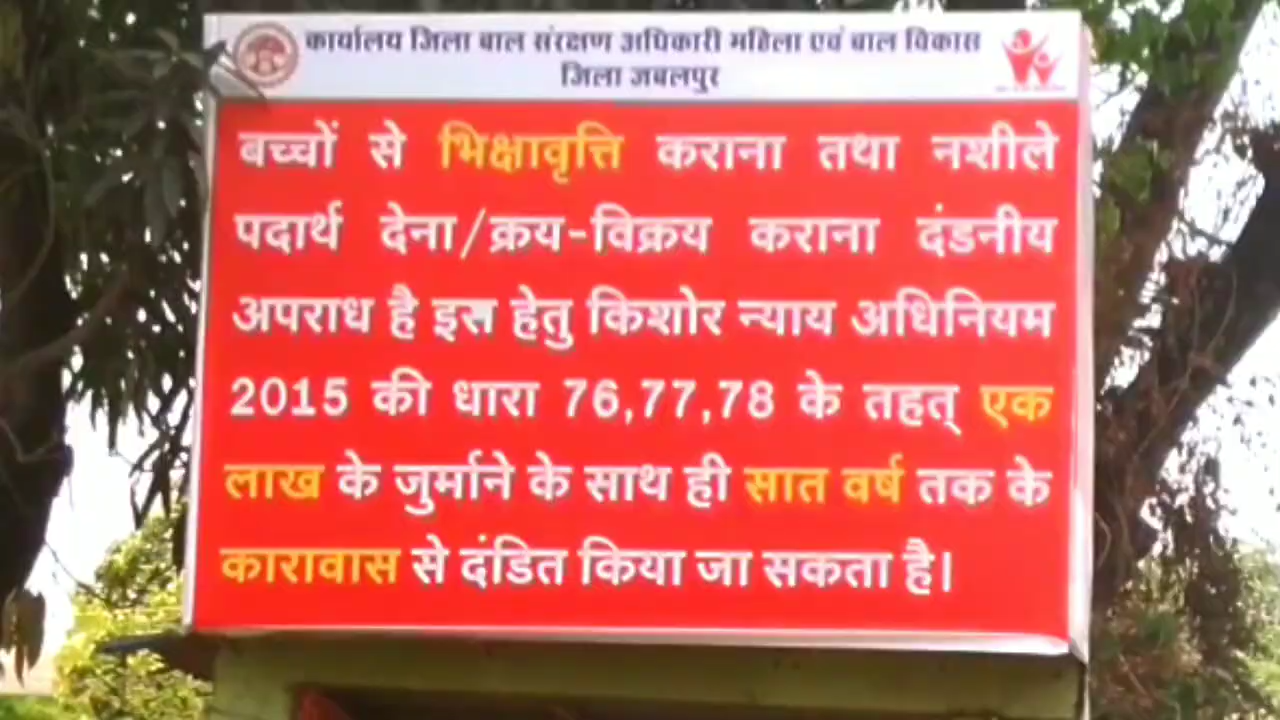 कार्यालय जिला बाल संरक्षण अधिकारी महिला एवं बाल विकास
जिला जबलपुर
बच्चों से भिक्षावृत्ति कराना तथा नशीले
पदार्थ देना/क्रय-विक्रय कराना दंडनीय
अपराध है इस हेतु किशोर न्याय अधिनियम
2015 की धारा 76,77,78 के तहत् एक
लाख के जुर्माने के साथ ही सात वर्ष तक के
कारावास से दंडित किया जा सकता है।